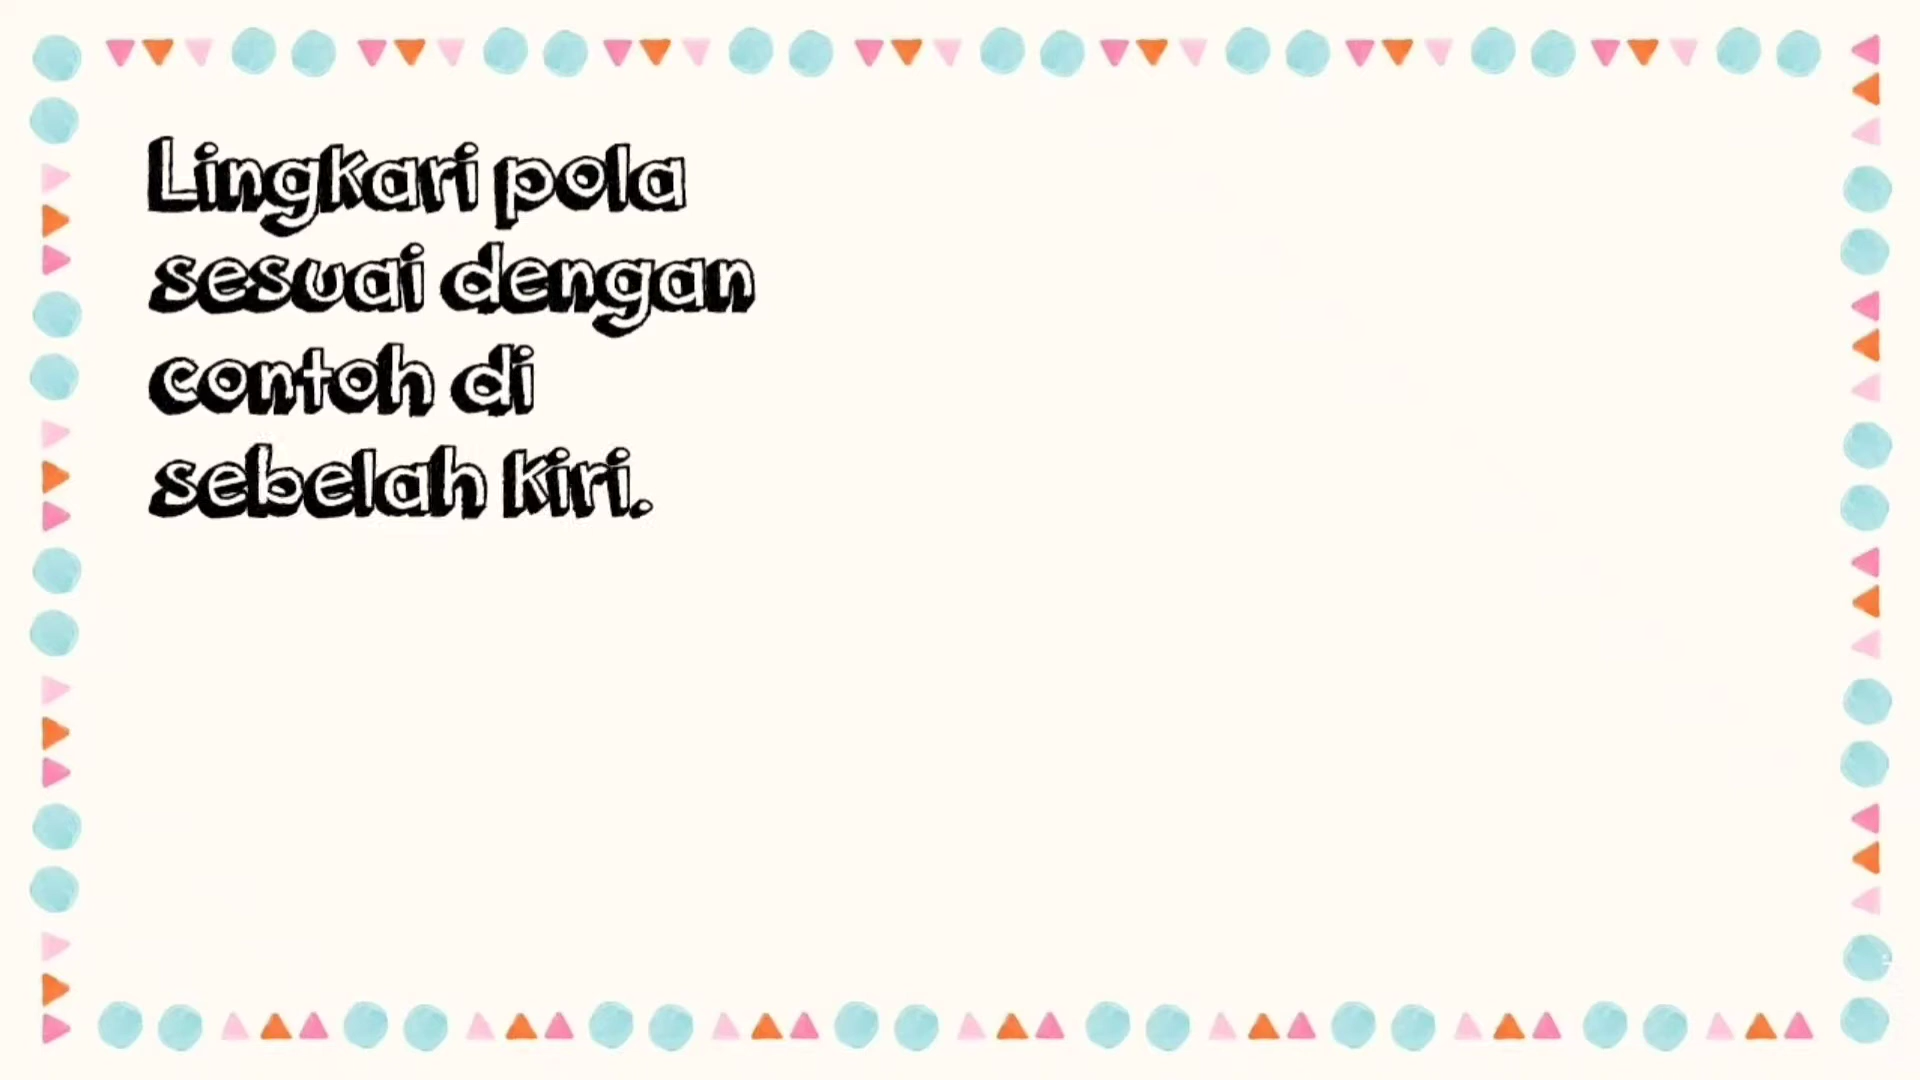 Lingkari pola
sesuai dengan
contoh di
sebelah kiri.